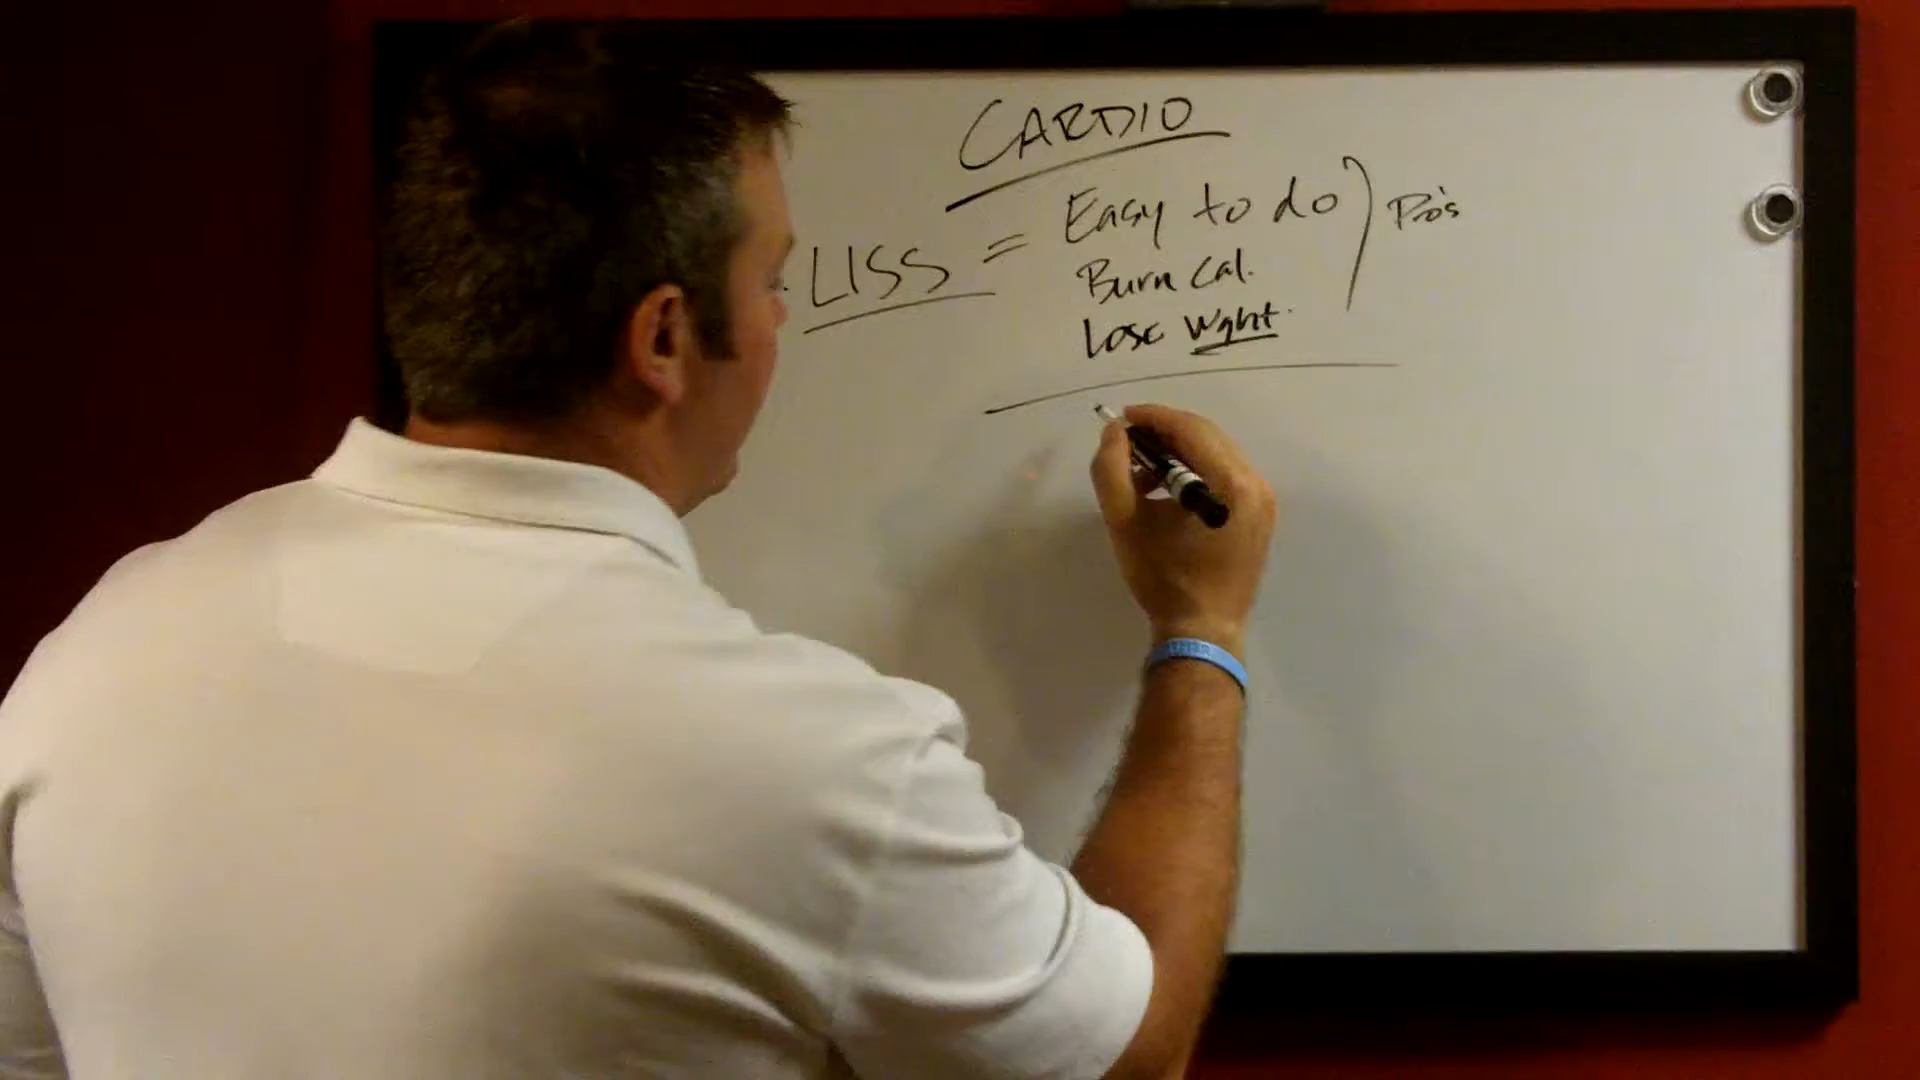 CARDIO
LISS = Easy to do ) Pro's
Burn Cal.
Lose Wght.